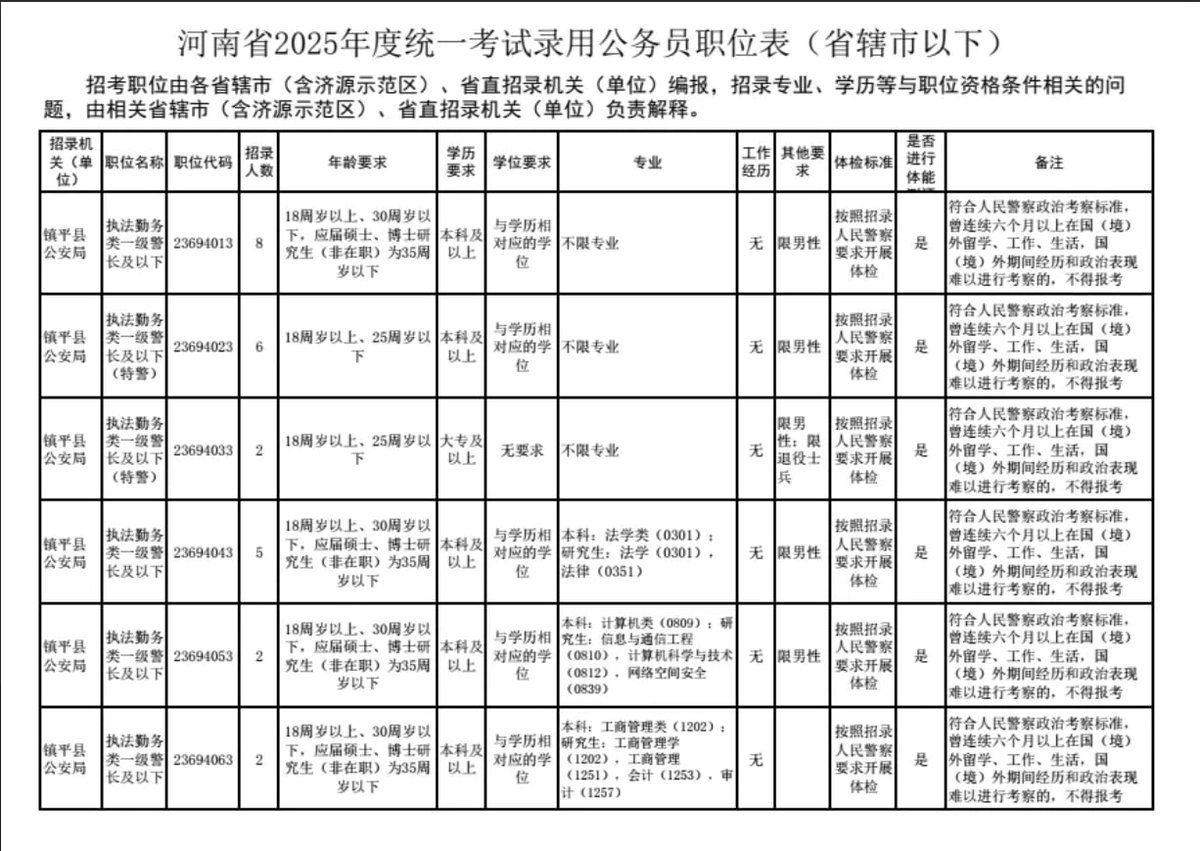 河南省2025年度统一考试录用公务员职位表（省辖市以下）
招考职位由各省辖市（含济源示范区）、省直招录机关（单位）编报，招录专业、学历等与职位资格条件相关的问
题，由相关省辖市（含济源示范区）、省直招录机关（单位）负责解释。
招录机
关（单
位）
职位名称
职位代码
招录
人数
年龄要求
学历
要求
学位要求
专业
工作
经历
其他要
求
体检标准
是否
进行
体能
备注
镇平县
公安局
执法勤务
类一级警
长及以下
23694013
8
18周岁以上、30周岁以
下，应届硕士、博士研
究生（非在职）为35周
岁以下
本科及
以上
与学历相
对应的学
位
不限专业
无
限男性
按照招录
人民警察
要求开展
体检
是
符合人民警察政治考察标准，
曾连续六个月以上在国（境）
外留学、工作、生活，国
（境）外期间经历和政治表现
难以进行考察的，不得报考
镇平县
公安局
执法勤务
类一级警
长及以下
（特警）
23694023
6
18周岁以上、25周岁以
下
本科及
以上
与学历相
对应的学
位
不限专业
无
限男性
按照招录
人民警察
要求开展
体检
是
符合人民警察政治考察标准，
曾连续六个月以上在国（境）
外留学、工作、生活，国
（境）外期间经历和政治表现
难以进行考察的，不得报考
镇平县
公安局
执法勤务
类一级警
长及以下
（特警）
23694033
2
18周岁以上、25周岁以
下
大专及
以上
无要求
不限专业
无
限男
性；限
退役士
兵
按照招录
人民警察
要求开展
体检
是
符合人民警察政治考察标准，
曾连续六个月以上在国（境）
外留学、工作、生活，国
（境）外期间经历和政治表现
难以进行考察的，不得报考
镇平县
公安局
执法勤务
类一级警
长及以下
23694043
5
18周岁以上、30周岁以
下，应届硕士、博士研
究生（非在职）为35周
岁以下
本科及
以上
与学历相
对应的学
位
本科：法学类（0301）；
研究生：法学（0301），
法律（0351）
无
限男性
按照招录
人民警察
要求开展
体检
是
符合人民警察政治考察标准，
曾连续六个月以上在国（境）
外留学、工作、生活，国
（境）外期间经历和政治表现
难以进行考察的，不得报考
镇平县
公安局
执法勤务
类一级警
长及以下
23694053
2
18周岁以上、30周岁以
下，应届硕士、博士研
究生（非在职）为35周
岁以下
本科及
以上
与学历相
对应的学
位
本科：计算机类（0809）；研
究生：信息与通信工程
（0810），计算机科学与技术
（0812），网络空间安全
（0839）
无
限男性
按照招录
人民警察
要求开展
体检
是
符合人民警察政治考察标准，
曾连续六个月以上在国（境）
外留学、工作、生活，国
（境）外期间经历和政治表现
难以进行考察的，不得报考
镇平县
公安局
执法勤务
类一级警
长及以下
23694063
2
18周岁以上、30周岁以
下，应届硕士、博士研
究生（非在职）为35周
岁以下
本科及
以上
与学历相
对应的学
位
本科：工商管理类（1202）；
研究生：工商管理学
（1202），工商管理
（1251），会计（1253），审
计（1257）
无
按照招录
人民警察
要求开展
体检
是
符合人民警察政治考察标准，
曾连续六个月以上在国（境）
外留学、工作、生活，国
（境）外期间经历和政治表现
难以进行考察的，不得报考